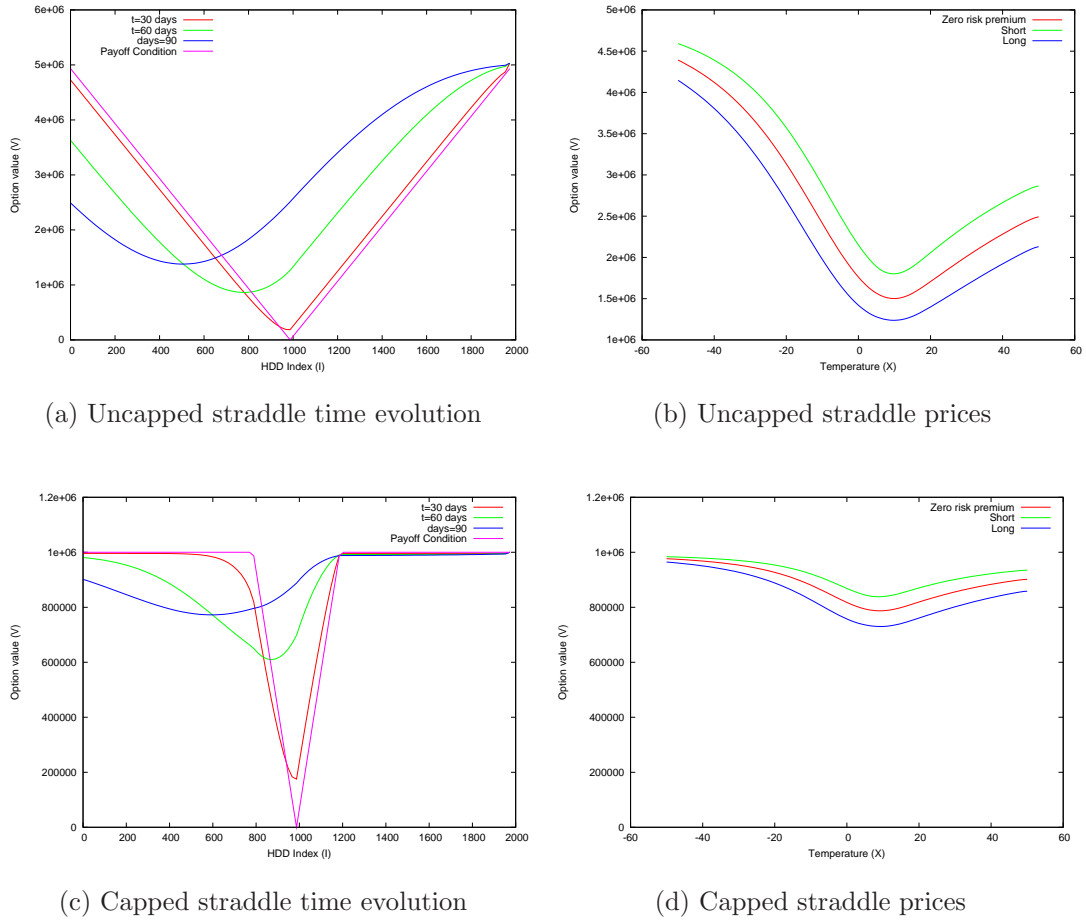 6e+06
5e+06
4e+06
3e+06
2e+06
1e+06
0
0 200 400 600 800 1000 1200 1400 1600 1800 2000
Option value (V)
HDD Index (I)
t=30 days
t=60 days
days=90
Payoff Condition
(a) Uncapped straddle time evolution
5e+06
4.5e+06
4e+06
3.5e+06
3e+06
2.5e+06
2e+06
1.5e+06
1e+06
-60 -40 -20 0 20 40 60
Option value (V)
Temperature (X)
Zero risk premium
Short
Long
(b) Uncapped straddle prices
1.2e+06
1e+06
800000
600000
400000
200000
0
0 200 400 600 800 1000 1200 1400 1600 1800 2000
Option value (V)
HDD Index (I)
t=30 days
t=60 days
days=90
Payoff Condition
(c) Capped straddle time evolution
1.2e+06
1e+06
800000
600000
400000
200000
0
-60 -40 -20 0 20 40 60
Option value (V)
Temperature (X)
Zero risk premium
Short
Long
(d) Capped straddle prices